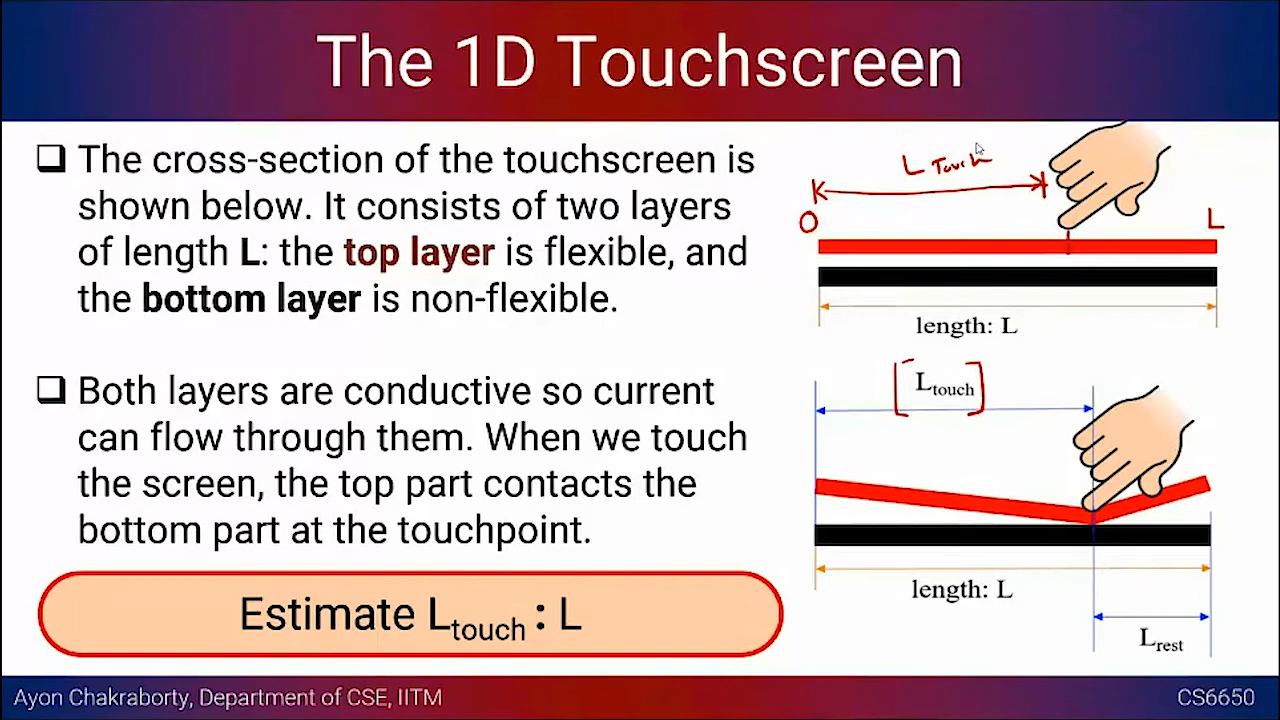 The 1D Touchscreen
❑ The cross-section of the touchscreen is
shown below. It consists of two layers
of length L: the top layer is flexible, and
the bottom layer is non-flexible.
❑ Both layers are conductive so current
can flow through them. When we touch
the screen, the top part contacts the
bottom part at the touchpoint.
Estimate Ltouch : L
L Touch
O
L
length: L
[Ltouch]
length: L
Lrest
Ayon Chakraborty, Department of CSE, IITM
CS6650